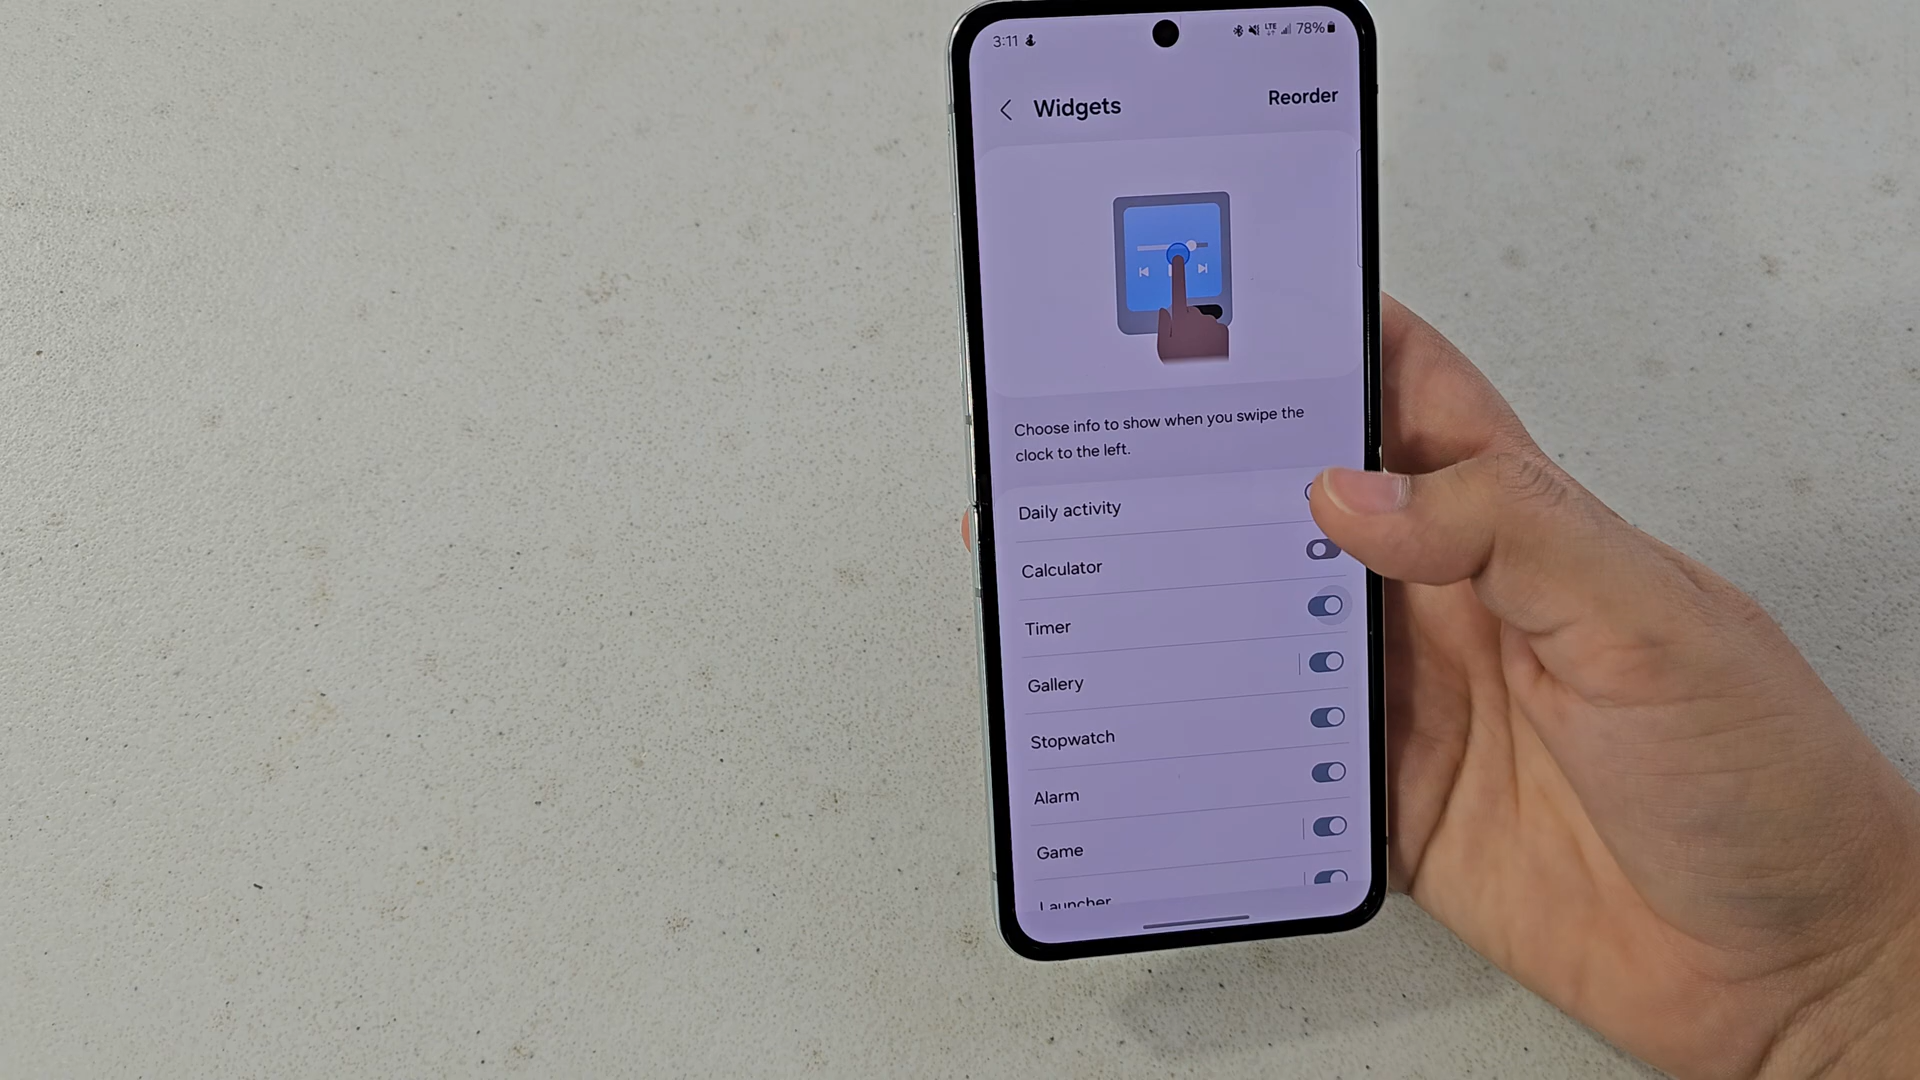 3:11 LTE 78%
Widgets Reorder
Choose info to show when you swipe the
clock to the left.
Daily activity
Calculator
Timer
Gallery
Stopwatch
Alarm
Game
Launcher